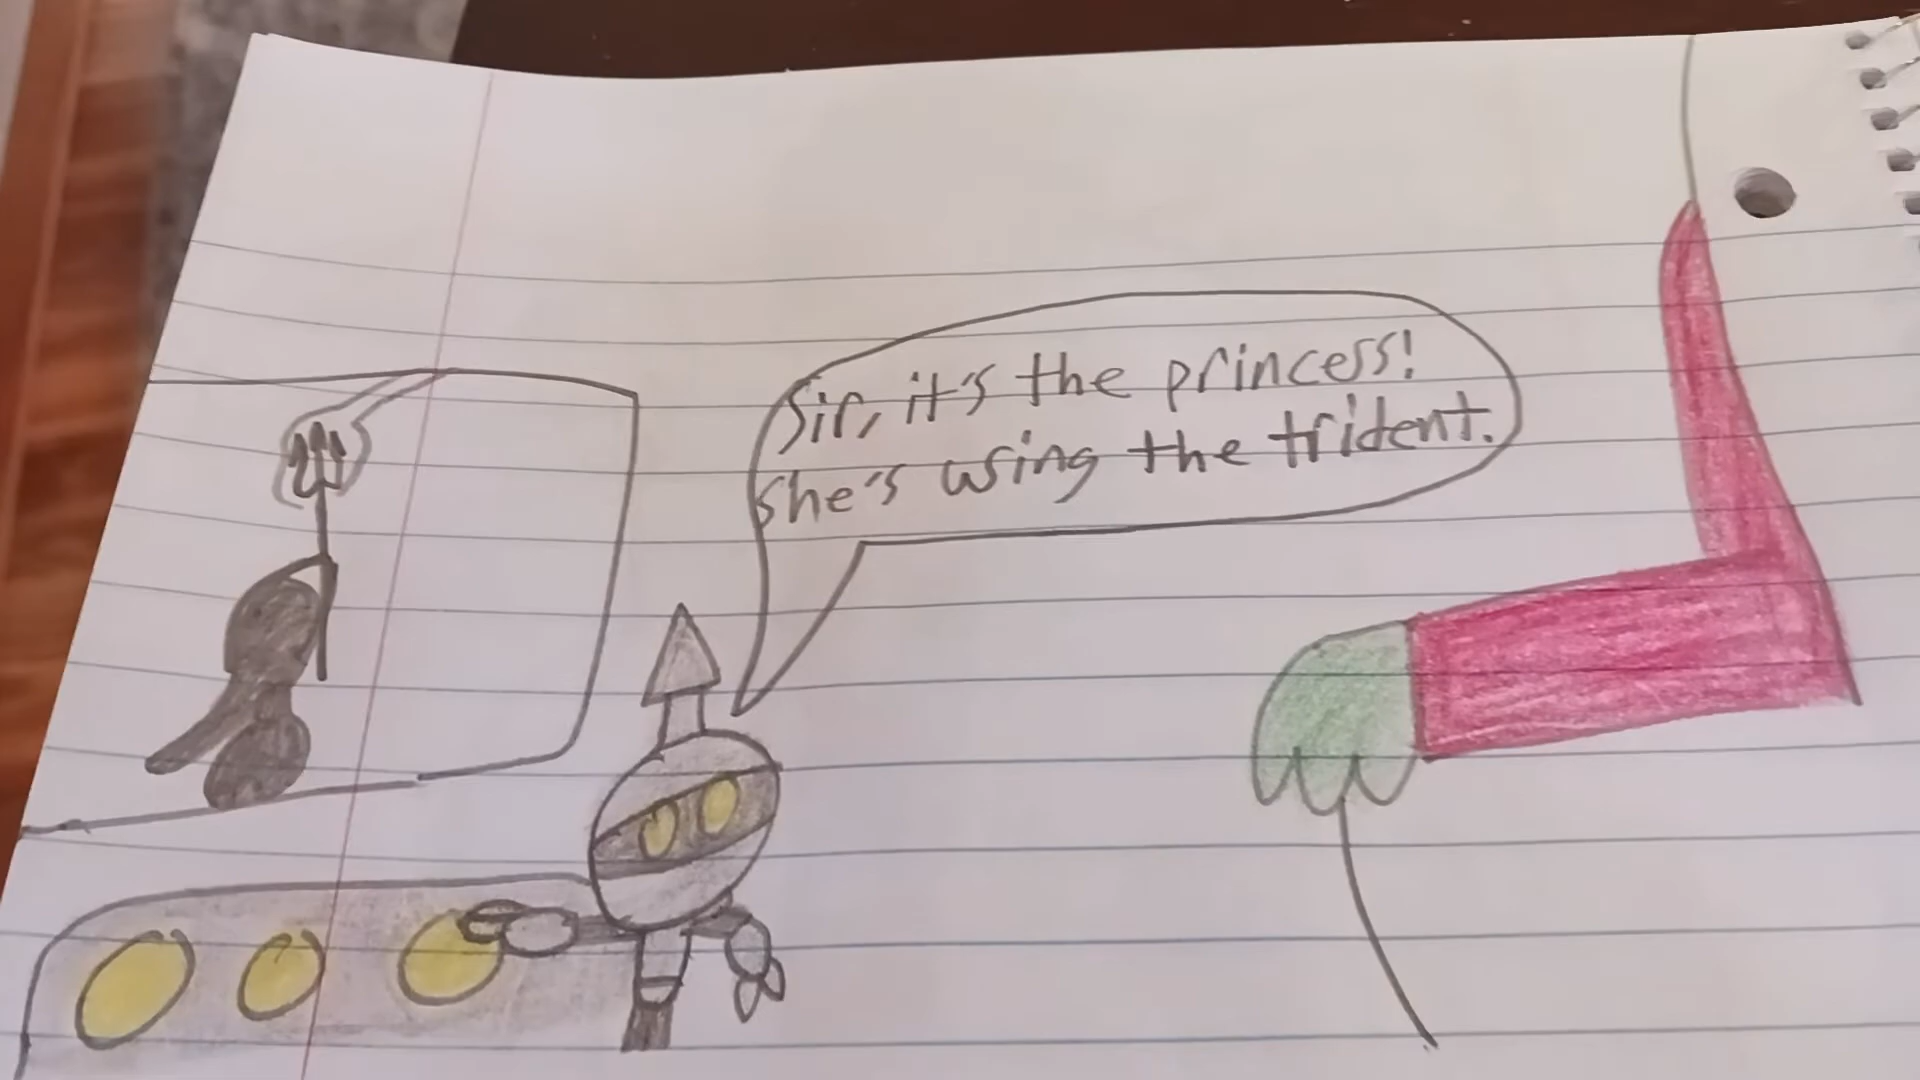 Sir, it's the princess!
She's using the trident.